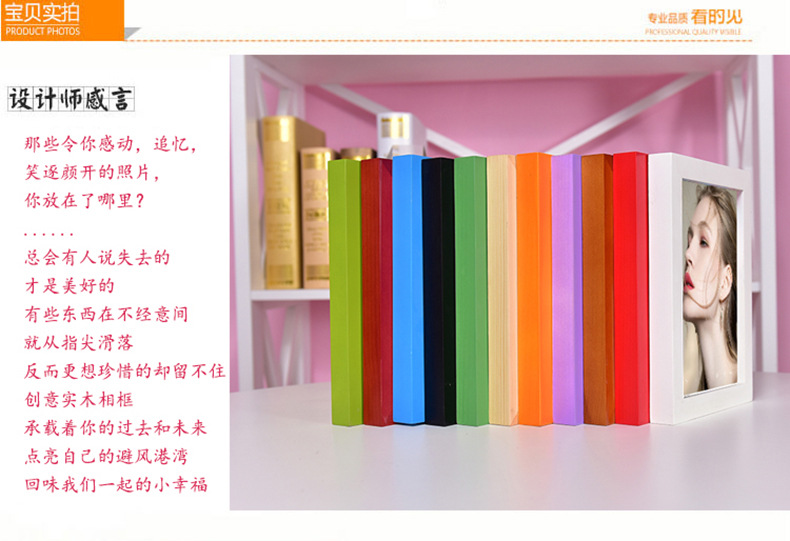 宝贝实拍
PRODUCT PHOTOS
专业品质 看的见
PROFESSIONAL QUALITY VISIBLE
设计师感言
那些令你感动，追忆，
笑逐颜开的照片，
你放在了哪里？
......
总会有人说失去的
才是美好的
有些东西在不经意间
就从指尖滑落
反而更想珍惜的却留不住
创意实木相框
承载着你的过去和未来
点亮自己的避风港湾
回味我们一起的小幸福